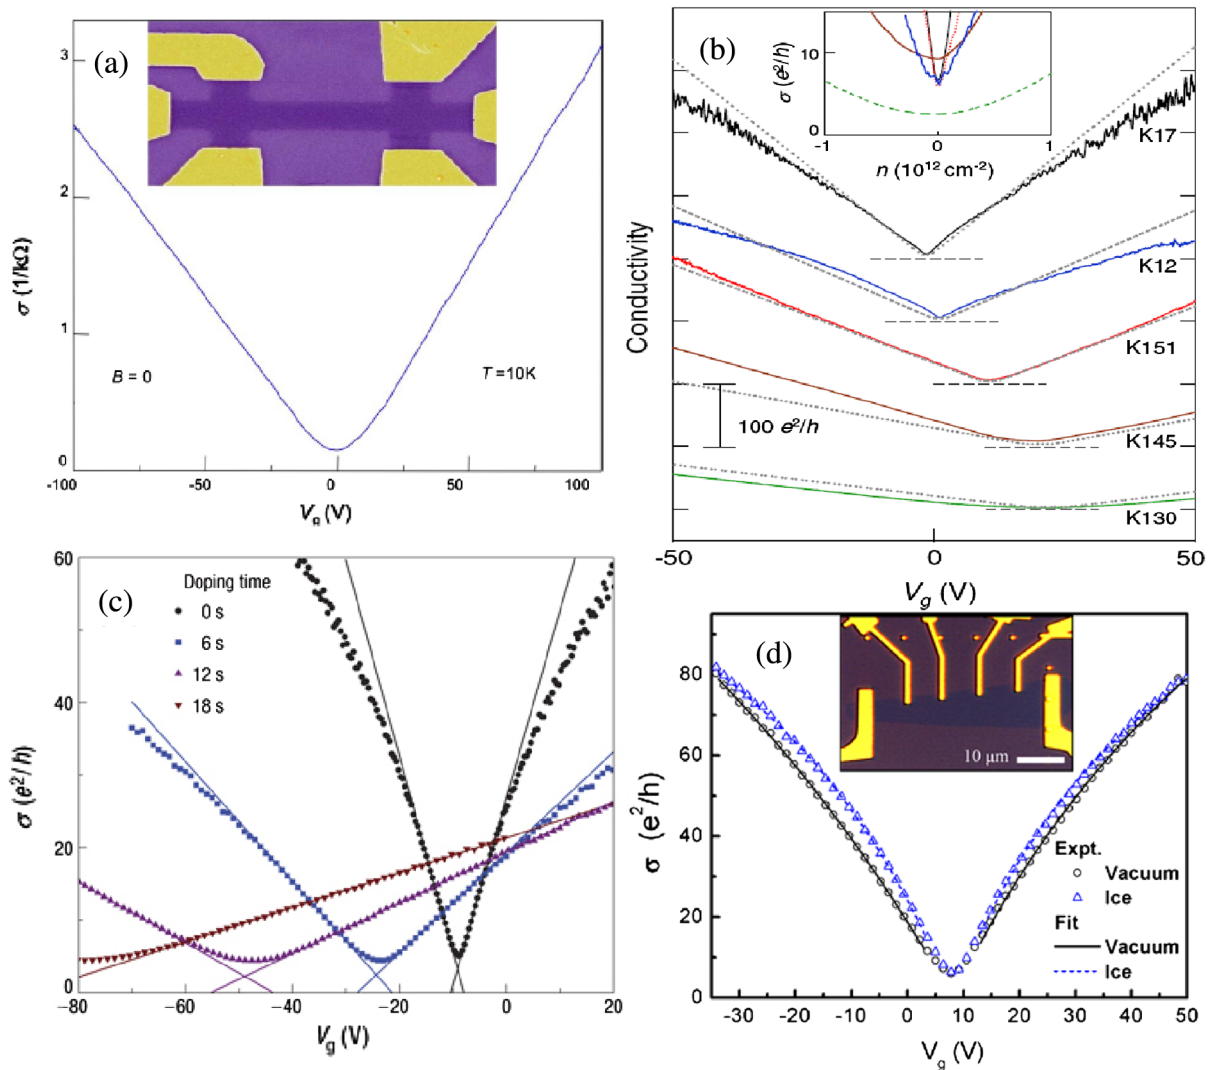 (a)
3
2
1
0
σ (1/kΩ)
B = 0
T = 10K
-100
-50
0
50
100
V_g (V)
(b)
σ (e²/h)
10
0
-1
0
1
n (10¹² cm⁻²)
K17
K12
K151
K145
K130
Conductivity
100 e²/h
-50
0
50
V_g (V)
(c)
60
40
20
0
σ (e²/h)
Doping time
0 s
6 s
12 s
18 s
−80
−60
−40
−20
0
20
V_g (V)
(d)
10 μm
80
60
40
20
0
σ (e²/h)
Expt.
Vacuum
Ice
Fit
Vacuum
Ice
-30
-20
-10
0
10
20
30
40
50
V_g (V)